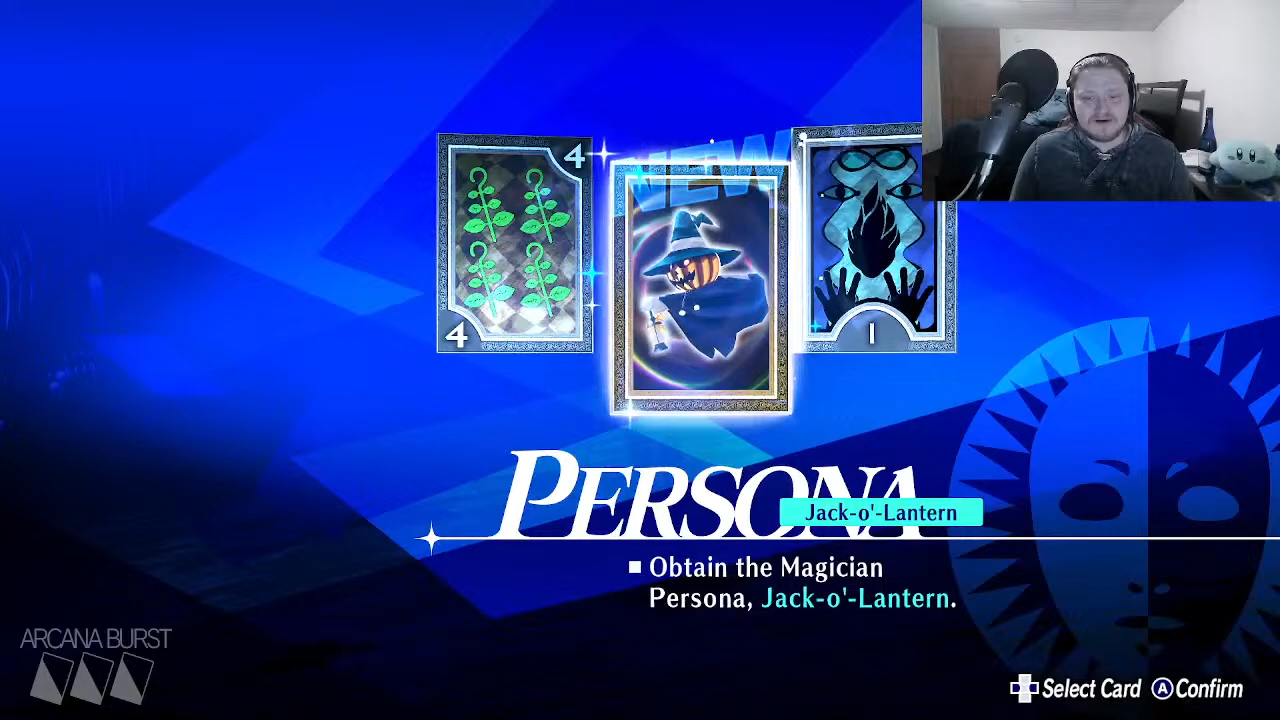 4
NEW
4
I
PERSONA
Jack-o'-Lantern
Obtain the Magician
Persona, Jack-o'-Lantern.
ARCANA BURST
Select Card
A Confirm